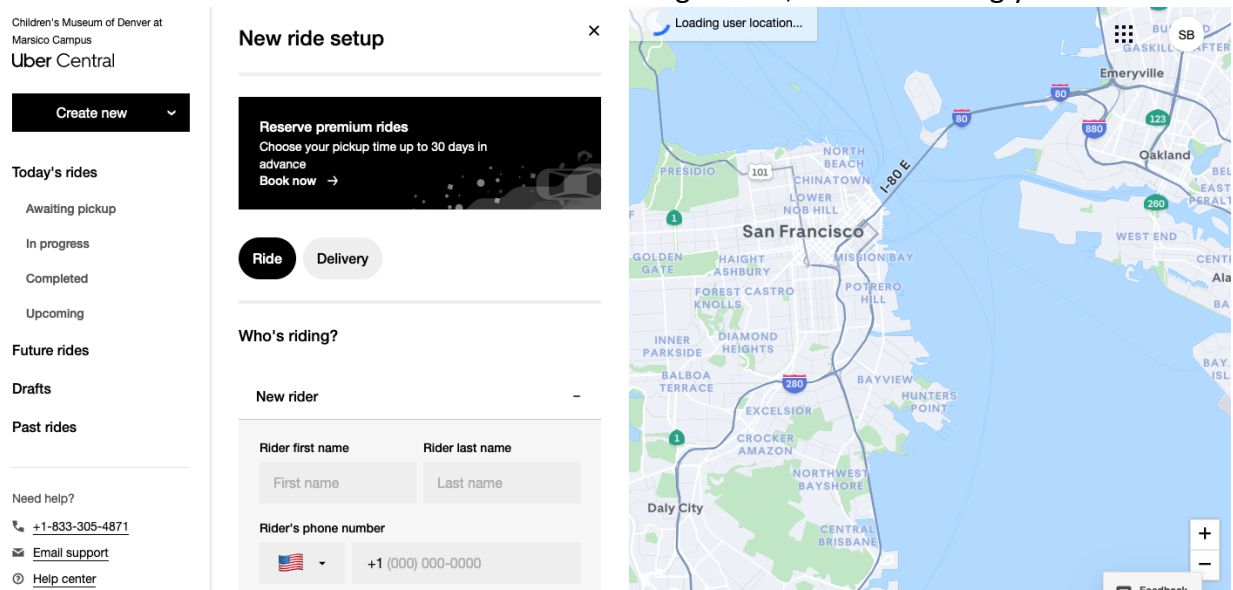 Children's Museum of Denver at
Marsico Campus
Uber Central
Create new
Today's rides
Awaiting pickup
In progress
Completed
Upcoming
Future rides
Drafts
Past rides
Need help?
+1-833-305-4871
Email support
Help center
New ride setup
Reserve premium rides
Choose your pickup time up to 30 days in
advance
Book now →
Ride
Delivery
Who's riding?
New rider
Rider first name
Rider last name
First name
Last name
Rider's phone number
+1 (000) 000-0000
Loading user location...
SB
GASKILL
Emeryville
80
80
123
880
Oakland
NORTH
BEACH
PRESIDIO
101
CHINATOWN
I-80 E
LOWER
NOB HILL
260
1
San Francisco
WEST END
GOLDEN
GATE
HAIGHT
ASHBURY
MISSION BAY
FOREST CASTRO
KNOLLS
POTRERO
HILL
INNER
PARKSIDE
DIAMOND
HEIGHTS
BALBOA
TERRACE
280
BAYVIEW
HUNTERS
POINT
EXCELSIOR
1
CROCKER
AMAZON
NORTHWEST
BAYSHORE
Daly City
CENTRAL
BRISBANE
+
−
Feedback